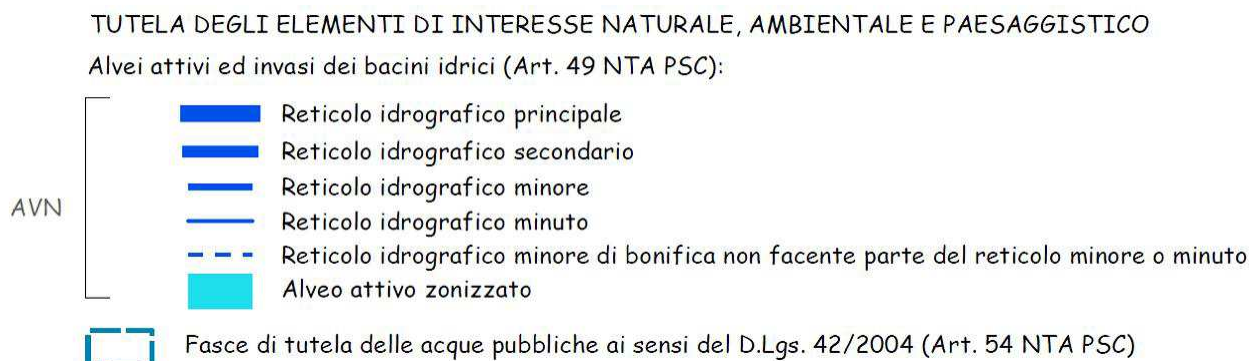 TUTELA DEGLI ELEMENTI DI INTERESSE NATURALE, AMBIENTALE E PAESAGGISTICO
Alvei attivi ed invasi dei bacini idrici (Art. 49 NTA PSC):
Reticolo idrografico principale
Reticolo idrografico secondario
Reticolo idrografico minore
AVN
Reticolo idrografico minuto
Reticolo idrografico minore di bonifica non facente parte del reticolo minore o minuto
Alveo attivo zonizzato
Fasce di tutela delle acque pubbliche ai sensi del D.Lgs. 42/2004 (Art. 54 NTA PSC)